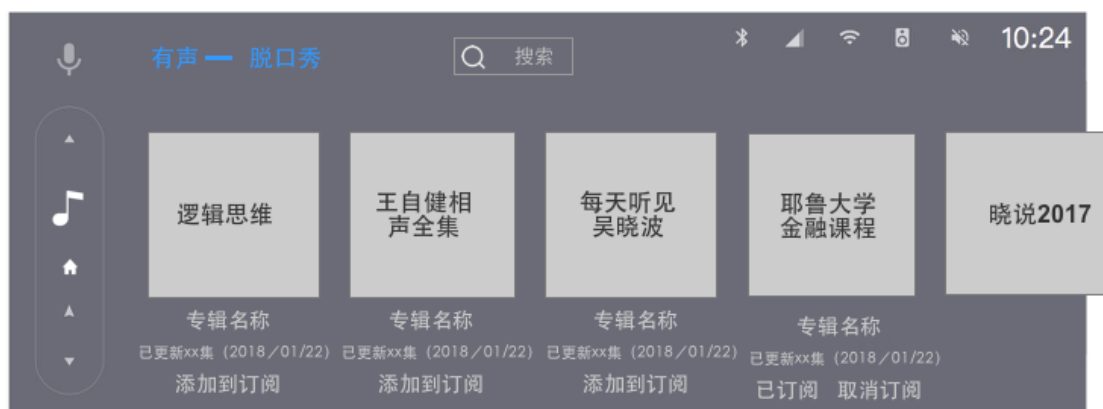 有声 — 脱口秀
搜索
10:24
逻辑思维
王自健相
声全集
每天听见
吴晓波
耶鲁大学
金融课程
晓说2017
专辑名称
专辑名称
专辑名称
专辑名称
已更新xx集（2018／01/22）
已更新xx集（2018／01/22）
已更新xx集（2018／01/22）
已更新xx集（2018／01/22）
添加到订阅
添加到订阅
添加到订阅
已订阅 取消订阅